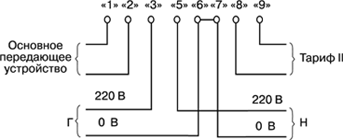 «1» «2» «3» «5» «6» «7» «8» «9»
Основное
передающее
устройство
Тариф II
220 В
Г
0 В
220 В
Н
0 В